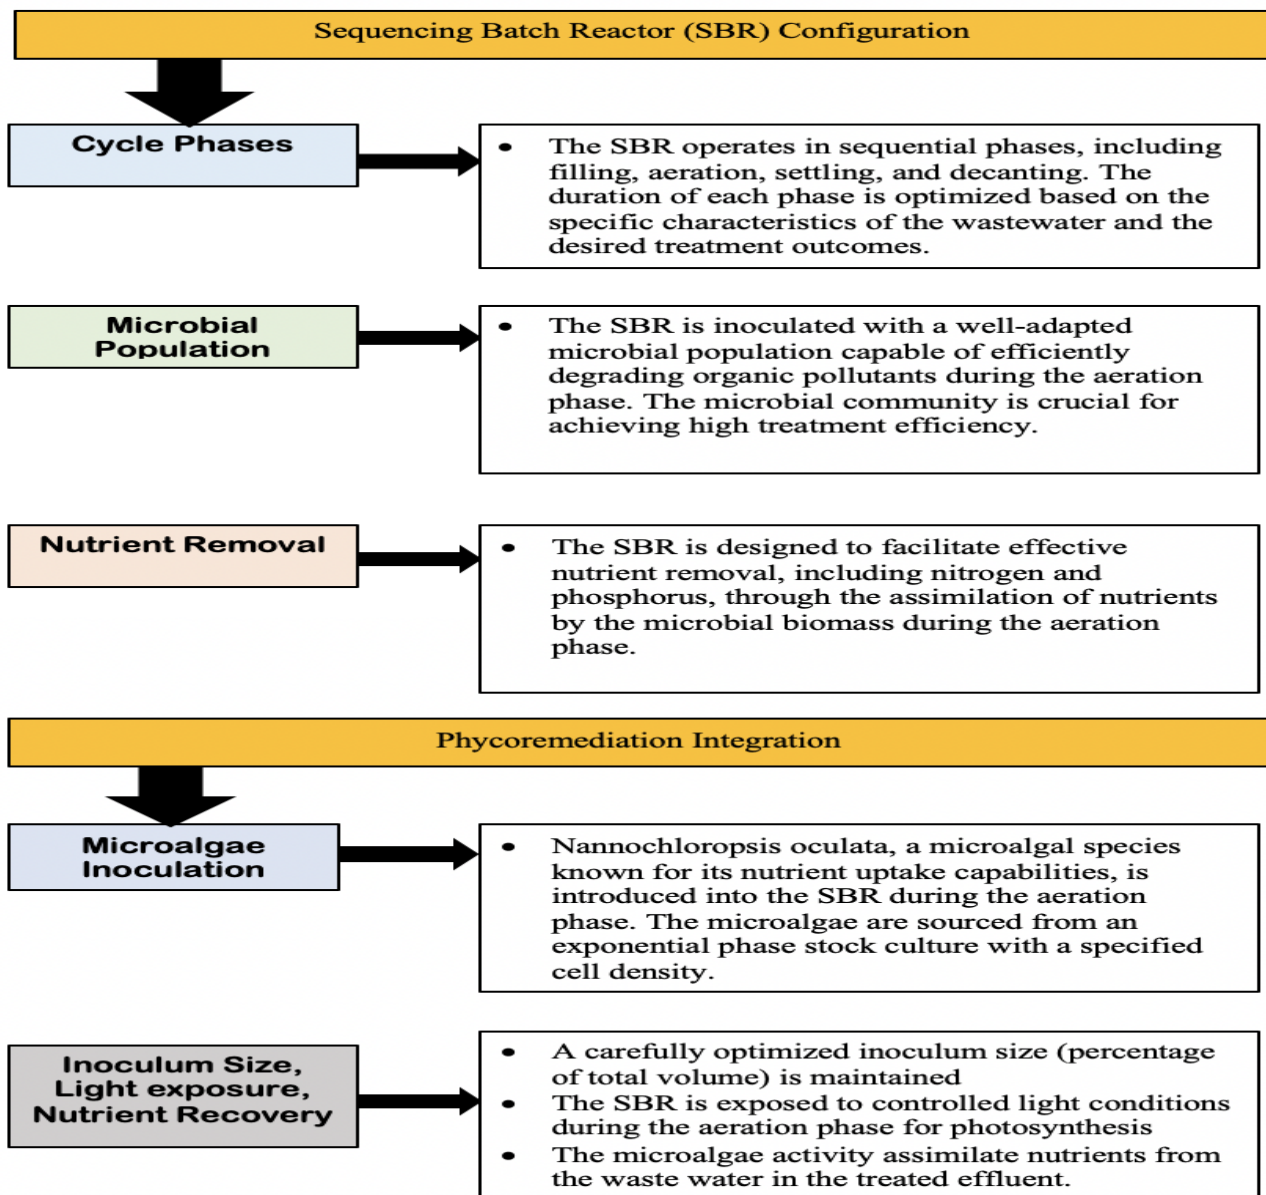 Sequencing Batch Reactor (SBR) Configuration
Cycle Phases
• The SBR operates in sequential phases, including
filling, aeration, settling, and decanting. The
duration of each phase is optimized based on the
specific characteristics of the wastewater and the
desired treatment outcomes.
Microbial
Population
• The SBR is inoculated with a well-adapted
microbial population capable of efficiently
degrading organic pollutants during the aeration
phase. The microbial community is crucial for
achieving high treatment efficiency.
Nutrient Removal
• The SBR is designed to facilitate effective
nutrient removal, including nitrogen and
phosphorus, through the assimilation of nutrients
by the microbial biomass during the aeration
phase.
Phycoremediation Integration
Microalgae
Inoculation
• Nannochloropsis oculata, a microalgal species
known for its nutrient uptake capabilities, is
introduced into the SBR during the aeration
phase. The microalgae are sourced from an
exponential phase stock culture with a specified
cell density.
Inoculum Size,
Light exposure,
Nutrient Recovery
• A carefully optimized inoculum size (percentage
of total volume) is maintained
• The SBR is exposed to controlled light conditions
during the aeration phase for photosynthesis
• The microalgae activity assimilate nutrients from
the waste water in the treated effluent.